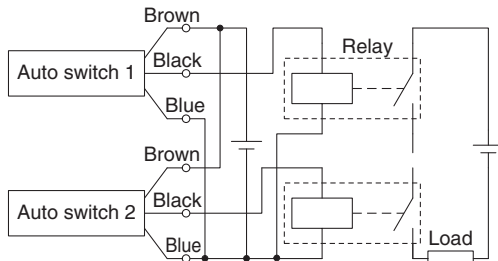 Brown
Auto switch 1
Black
Blue
Relay
Brown
Auto switch 2
Black
Blue
Load